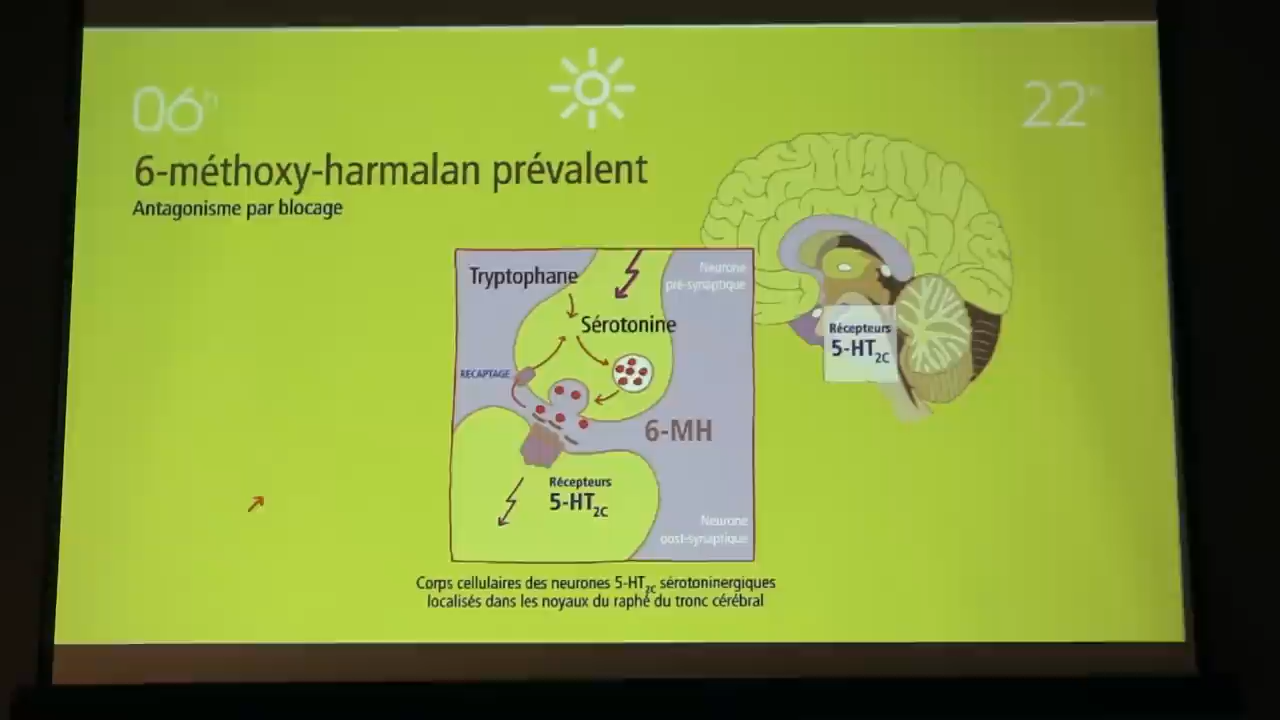 06h
22h
6-méthoxy-harmalan prévalent
Antagonisme par blocage
Tryptophane
Neurone
pré-synaptique
Sérotonine
RECAPTAGE
6-MH
Récepteurs
5-HT2C
Neurone
post-synaptique
Récepteurs
5-HT2C
Corps cellulaires des neurones 5-HT2C sérotoninergiques
localisés dans les noyaux du raphé du tronc cérébral